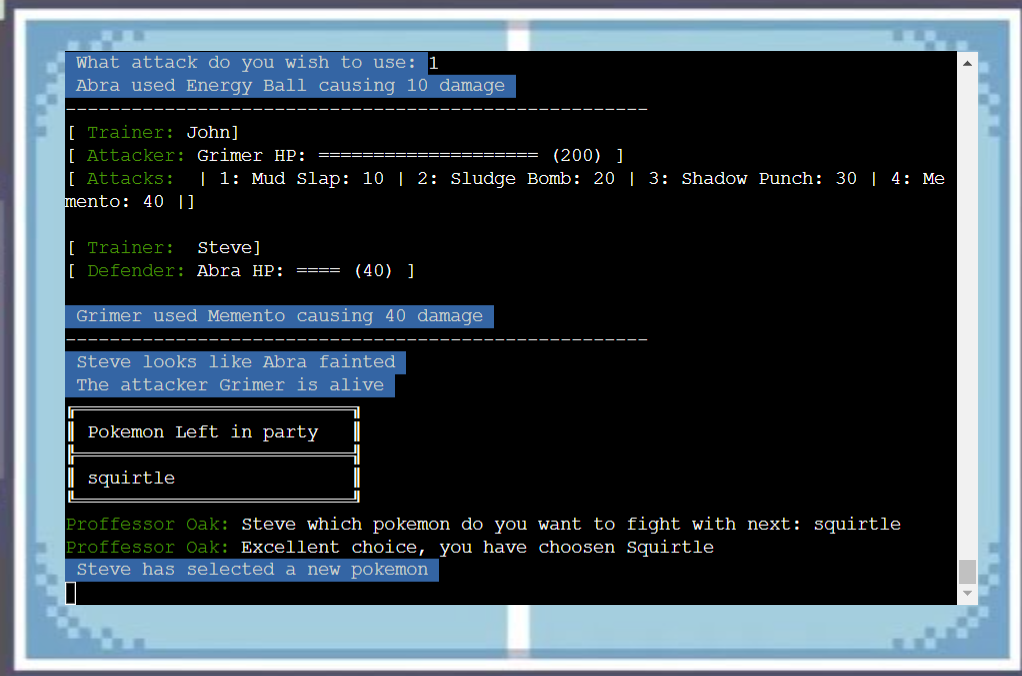 What attack do you wish to use: 1
Abra used Energy Ball causing 10 damage
-----------------------------------------------------
[ Trainer: John]
[ Attacker: Grimer HP: ==================== (200) ]
[ Attacks:  | 1: Mud Slap: 10 | 2: Sludge Bomb: 20 | 3: Shadow Punch: 30 | 4: Me
mento: 40 |]
[ Trainer:  Steve]
[ Defender: Abra HP: ==== (40) ]
Grimer used Memento causing 40 damage
-----------------------------------------------------
Steve looks like Abra fainted
The attacker Grimer is alive
Pokemon Left in party
squirtle
Proffessor Oak: Steve which pokemon do you want to fight with next: squirtle
Proffessor Oak: Excellent choice, you have choosen Squirtle
Steve has selected a new pokemon